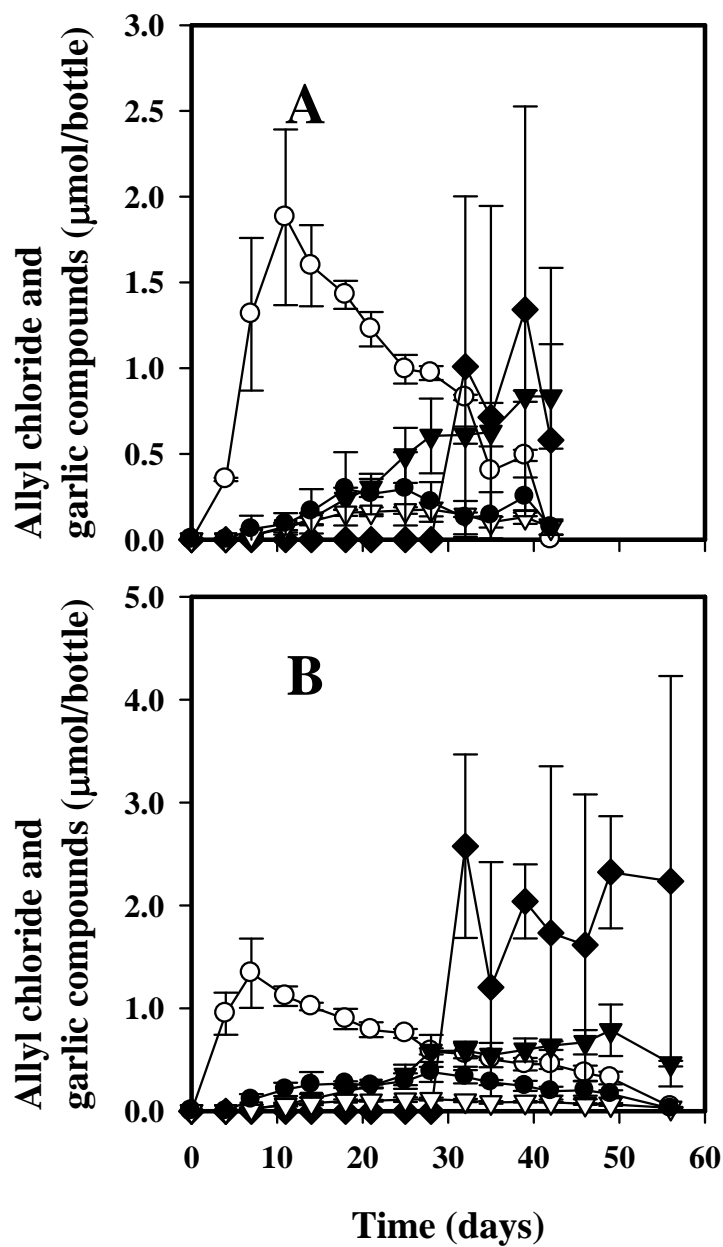 3.0
A
2.5
2.0
1.5
1.0
0.5
0.0
Allyl chloride and
garlic compounds (μmol/bottle)
5.0
B
4.0
3.0
2.0
1.0
0.0
Allyl chloride and
garlic compounds (μmol/bottle)
0 10 20 30 40 50 60
Time (days)